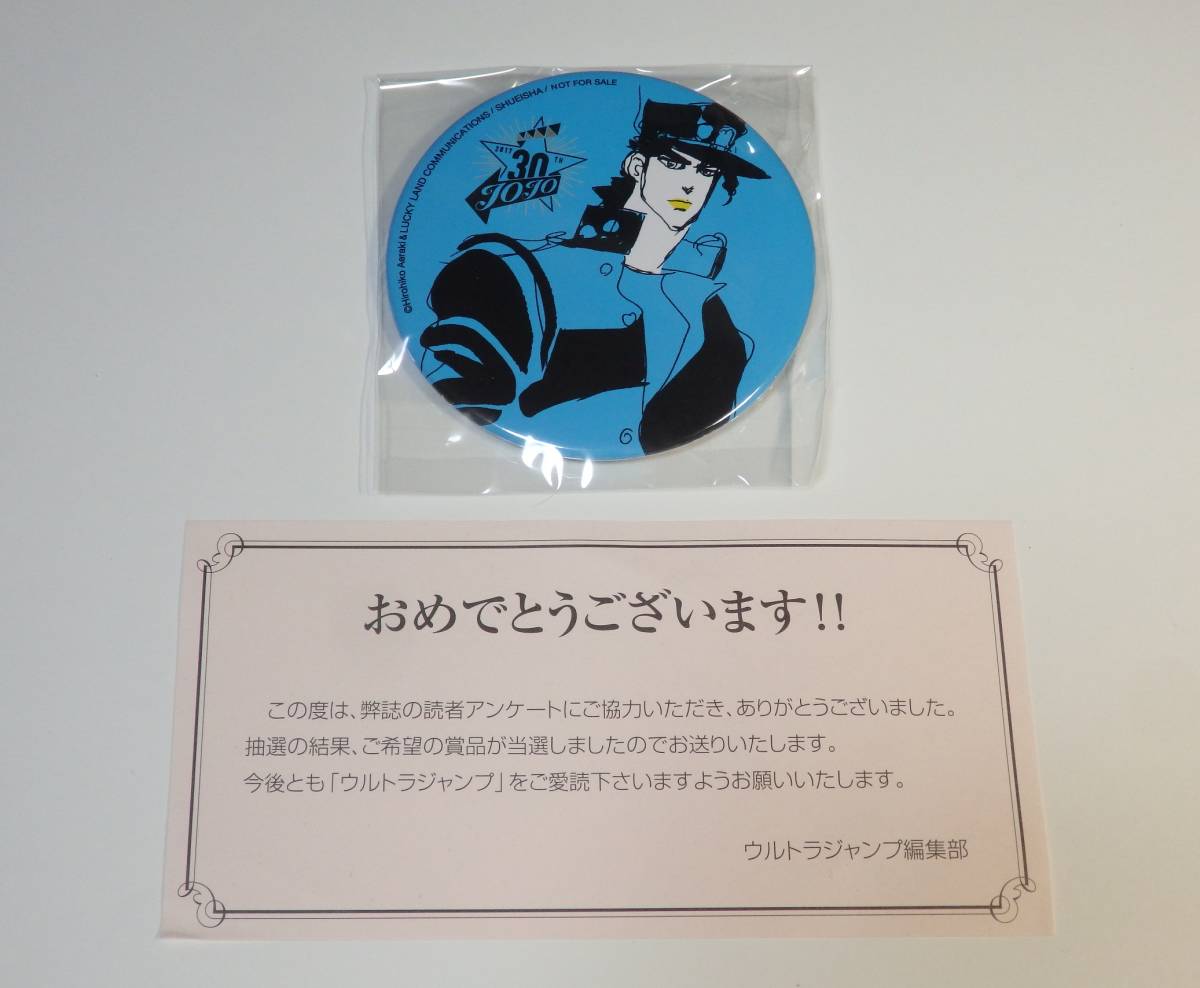 ©Hirohiko Aaraki & LUCKY LAND COMMUNICATIONS / SHUEISHA / NOT FOR SALE
2017 30TH
JOJO
おめでとうございます!!
この度は、弊誌の読者アンケートにご協力いただき、ありがとうございました。
抽選の結果、ご希望の賞品が当選しましたのでお送りいたします。
今後とも「ウルトラジャンプ」をご愛読下さいますようお願いいたします。
ウルトラジャンプ編集部